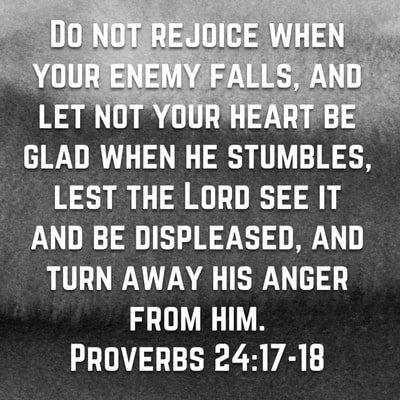 Do not rejoice when
your enemy falls, and
let not your heart be
glad when he stumbles,
lest the Lord see it
and be displeased, and
turn away his anger
from him.
Proverbs 24:17-18